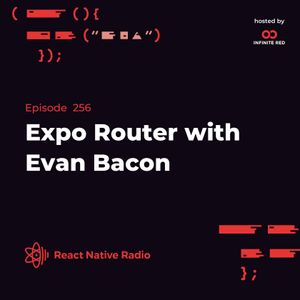 hosted by
INFINITE RED
Episode 256
Expo Router with
Evan Bacon
React Native Radio